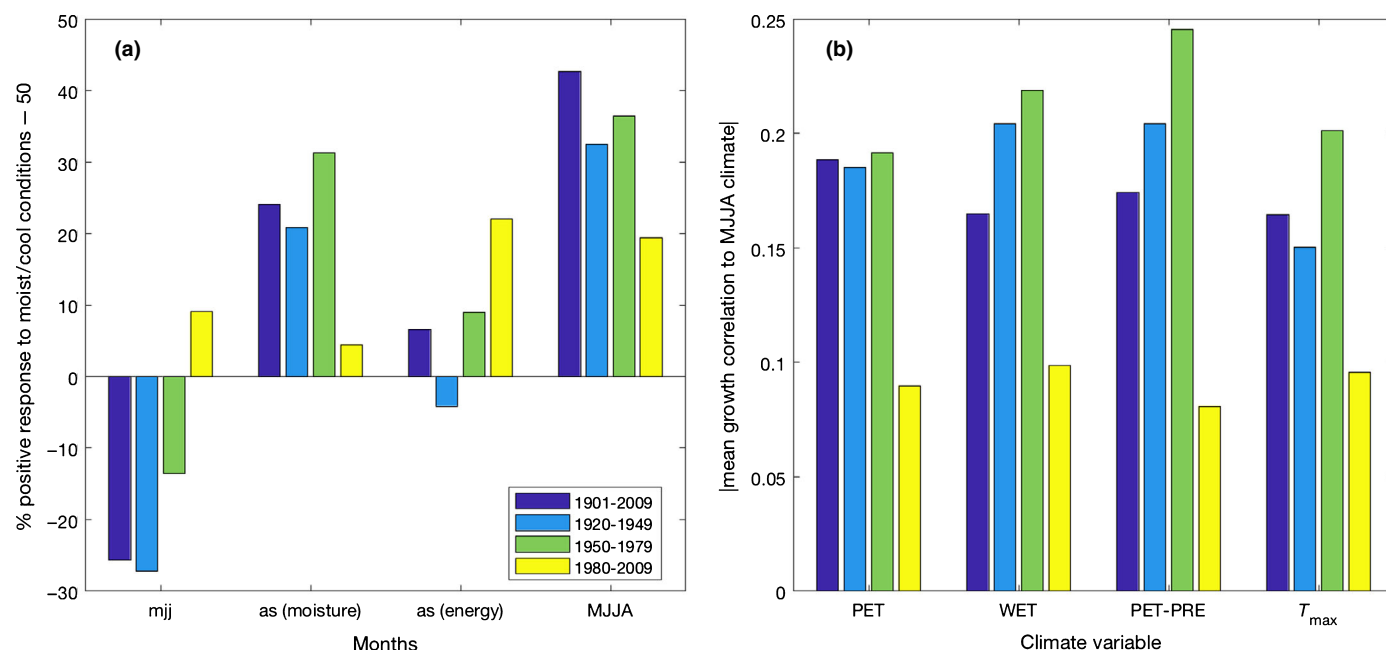 (a)
% positive response to moist/cool conditions – 50
50
40
30
20
10
0
−10
−20
−30
mjj
as (moisture)
as (energy)
MJJA
Months
1901-2009
1920-1949
1950-1979
1980-2009
(b)
|mean growth correlation to MJJA climate|
0.25
0.2
0.15
0.1
0.05
0
PET
WET
PET-PRE
Tmax
Climate variable